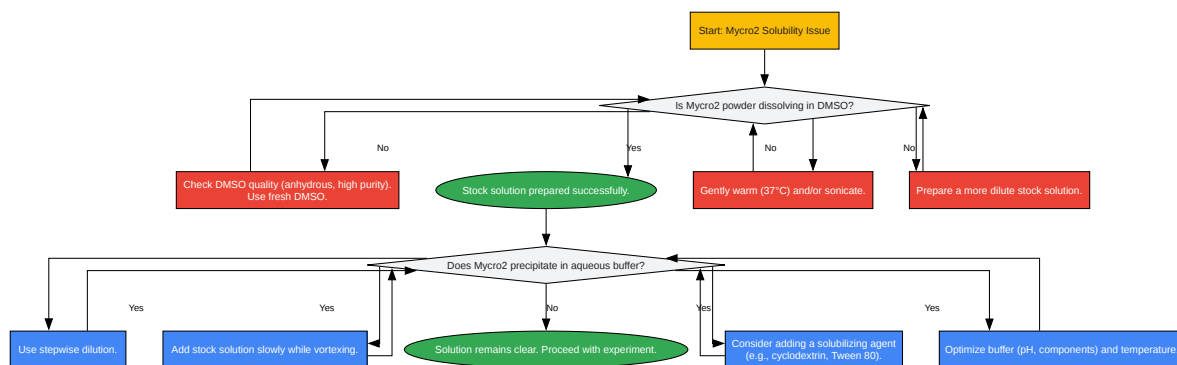 Start: Mycro2 Solubility Issue
Is Mycro2 powder dissolving in DMSO?
No
Yes
No
No
Check DMSO quality (anhydrous, high purity).
Use fresh DMSO.
Stock solution prepared successfully.
Gently warm (37°C) and/or sonicate.
Prepare a more dilute stock solution.
Does Mycro2 precipitate in aqueous buffer?
Yes
Yes
No
Yes
Yes
Use stepwise dilution.
Add stock solution slowly while vortexing.
Solution remains clear. Proceed with experiment.
Consider adding a solubilizing agent
(e.g., cyclodextrin, Tween 80).
Optimize buffer (pH, components) and temperature.